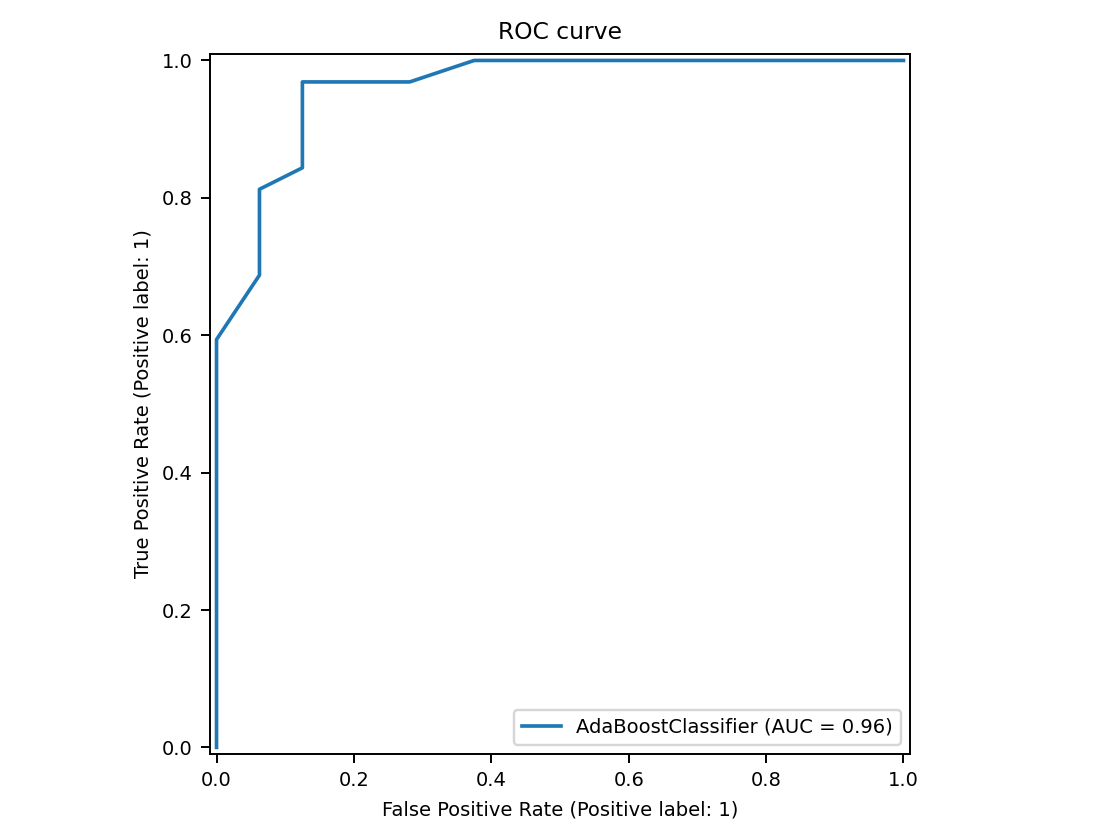 ROC curve
1.0
0.8
0.6
0.4
0.2
0.0
True Positive Rate (Positive label: 1)
AdaBoostClassifier (AUC = 0.96)
0.0 0.2 0.4 0.6 0.8 1.0
False Positive Rate (Positive label: 1)